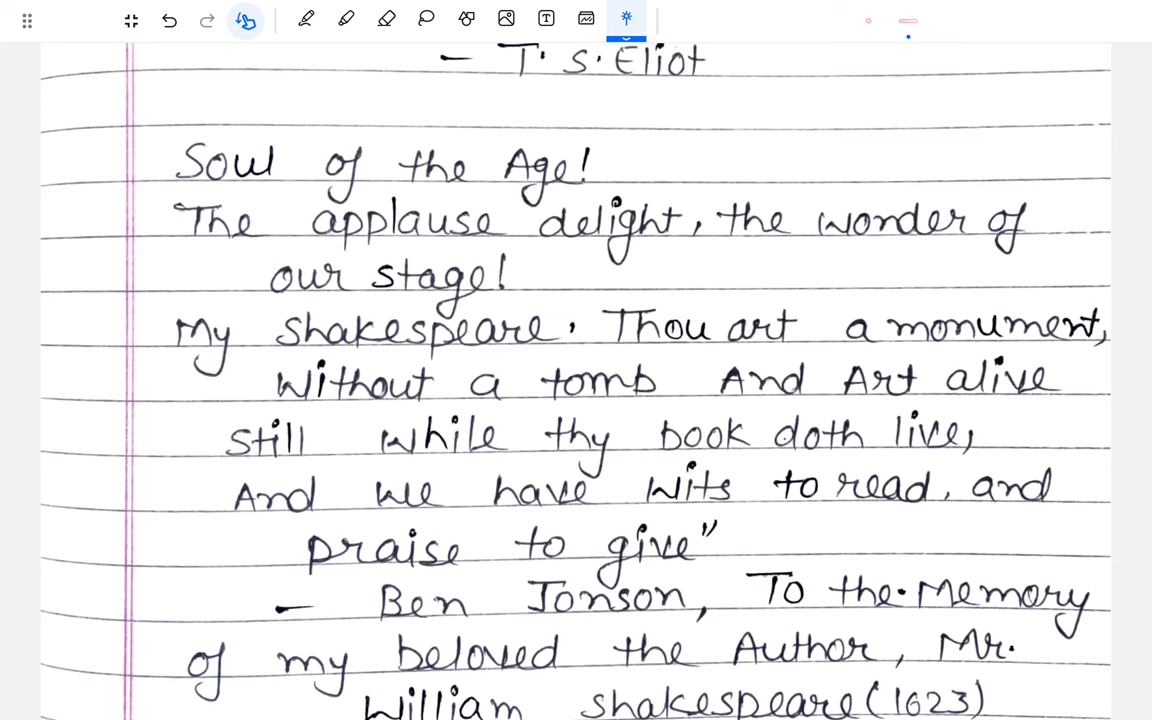 – T. S. Eliot
Soul of the Age!
The applause delight, the wonder of
our stage!
My Shakespeare. Thou art a monument,
Without a tomb And Art alive
Still while thy book doth live,
And we have wits to read, and
praise to give"
– Ben Jonson, To the Memory
of my beloved the Author, Mr.
William Shakespeare (1623)